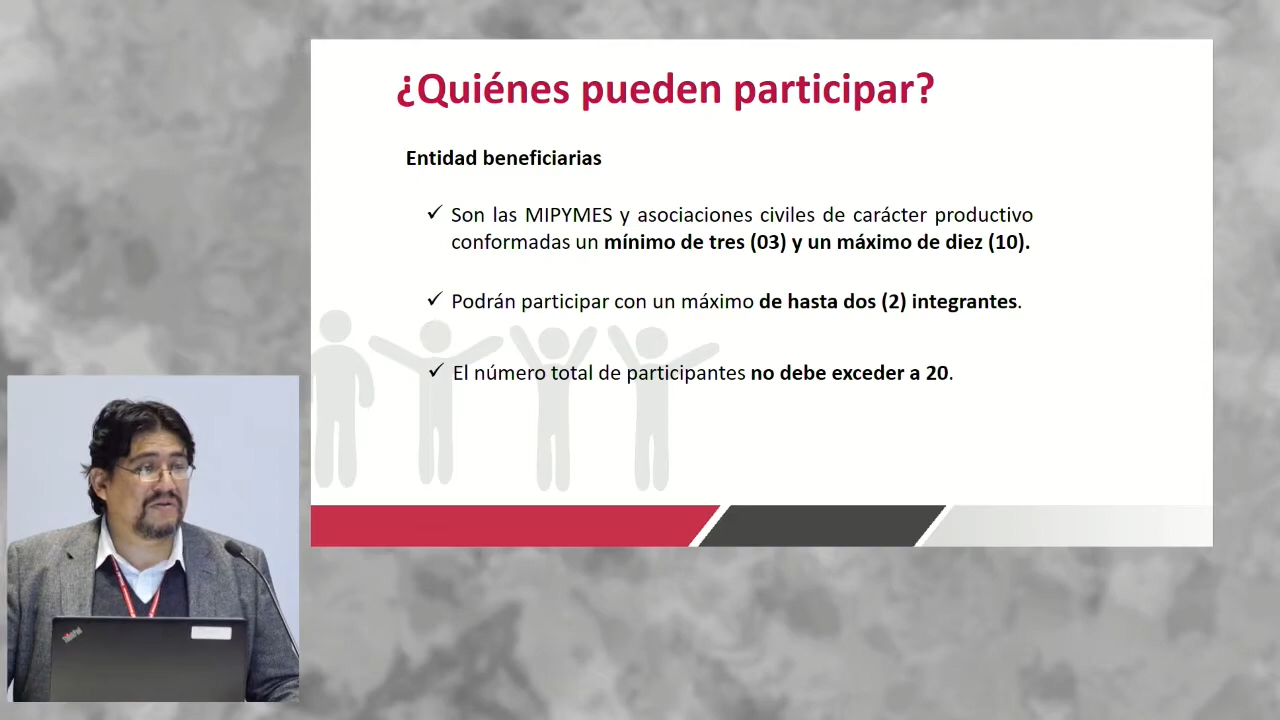 ¿Quiénes pueden participar?
Entidad beneficiarias
✓ Son las MIPYMES y asociaciones civiles de carácter productivo
conformadas un mínimo de tres (03) y un máximo de diez (10).
✓ Podrán participar con un máximo de hasta dos (2) integrantes.
✓ El número total de participantes no debe exceder a 20.
ThinkPad